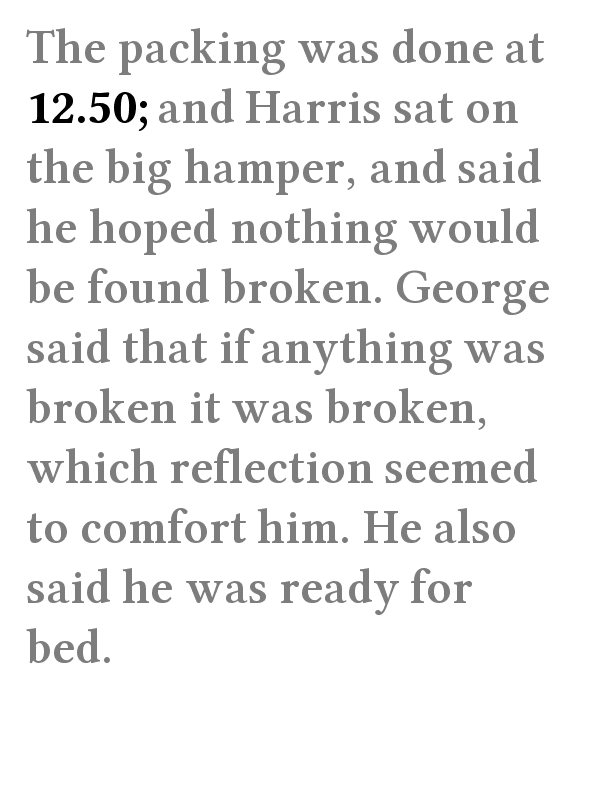 The packing was done at
12.50; and Harris sat on
the big hamper, and said
he hoped nothing would
be found broken. George
said that if anything was
broken it was broken,
which reflection seemed
to comfort him. He also
said he was ready for
bed.